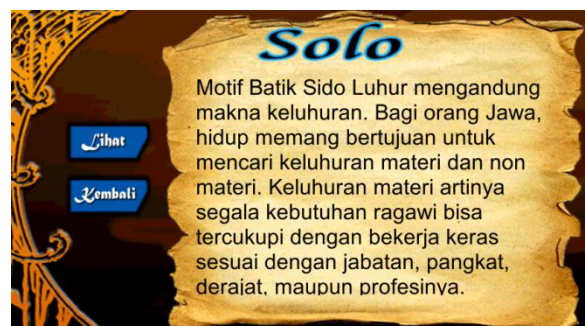 Solo
Motif Batik Sido Luhur mengandung
makna keluhuran. Bagi orang Jawa,
hidup memang bertujuan untuk
mencari keluhuran materi dan non
materi. Keluhuran materi artinya
segala kebutuhan ragawi bisa
tercukupi dengan bekerja keras
sesuai dengan jabatan, pangkat,
derajat, maupun profesinya.
Lihat
Kembali